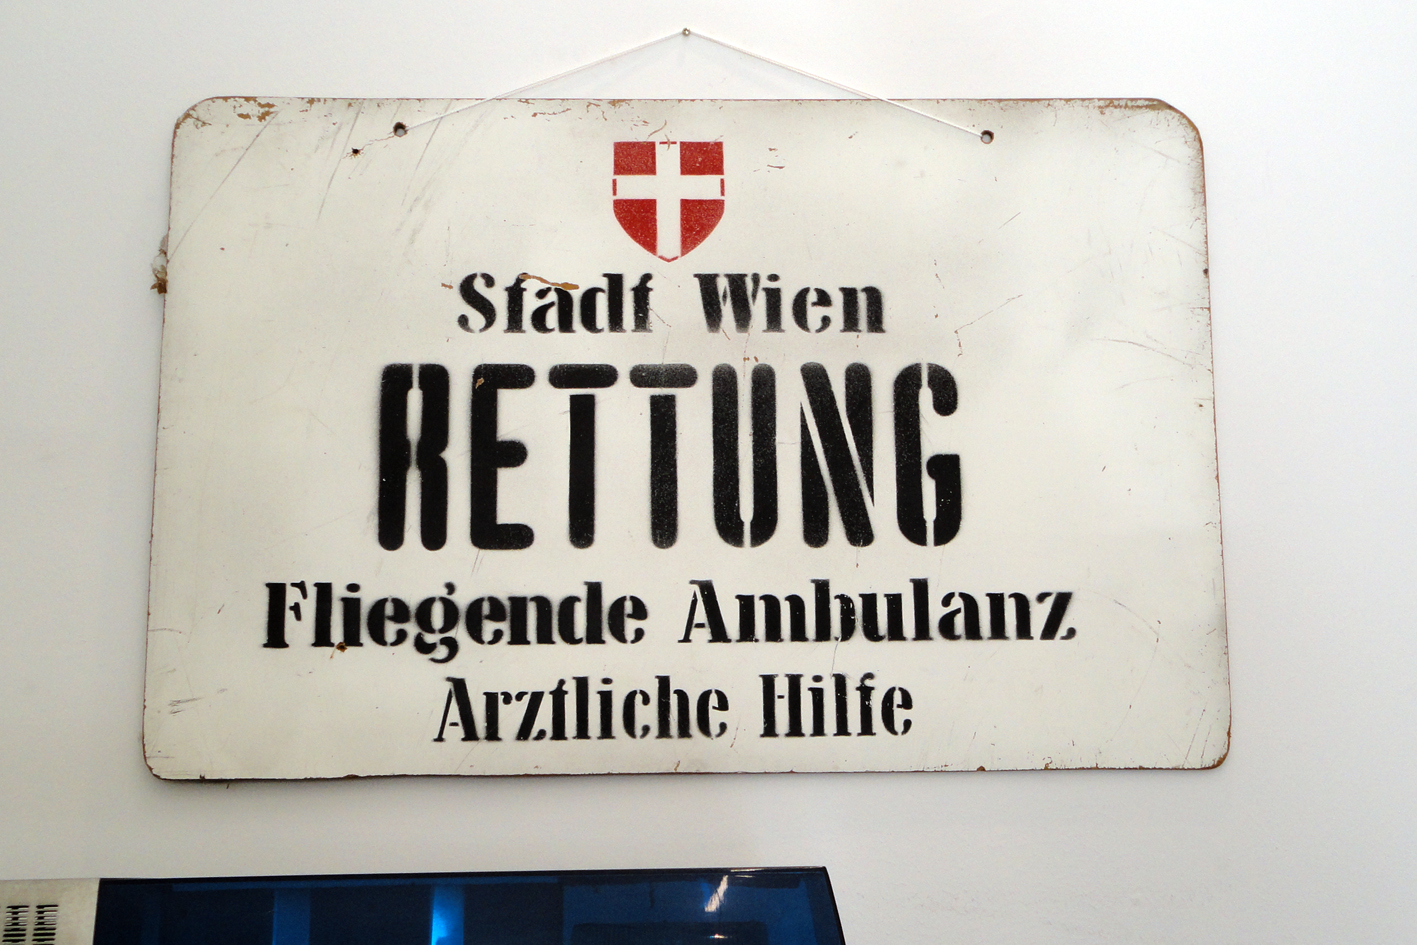 Stadt Wien
RETTUNG
Fliegende Ambulanz
Arztliche Hilfe